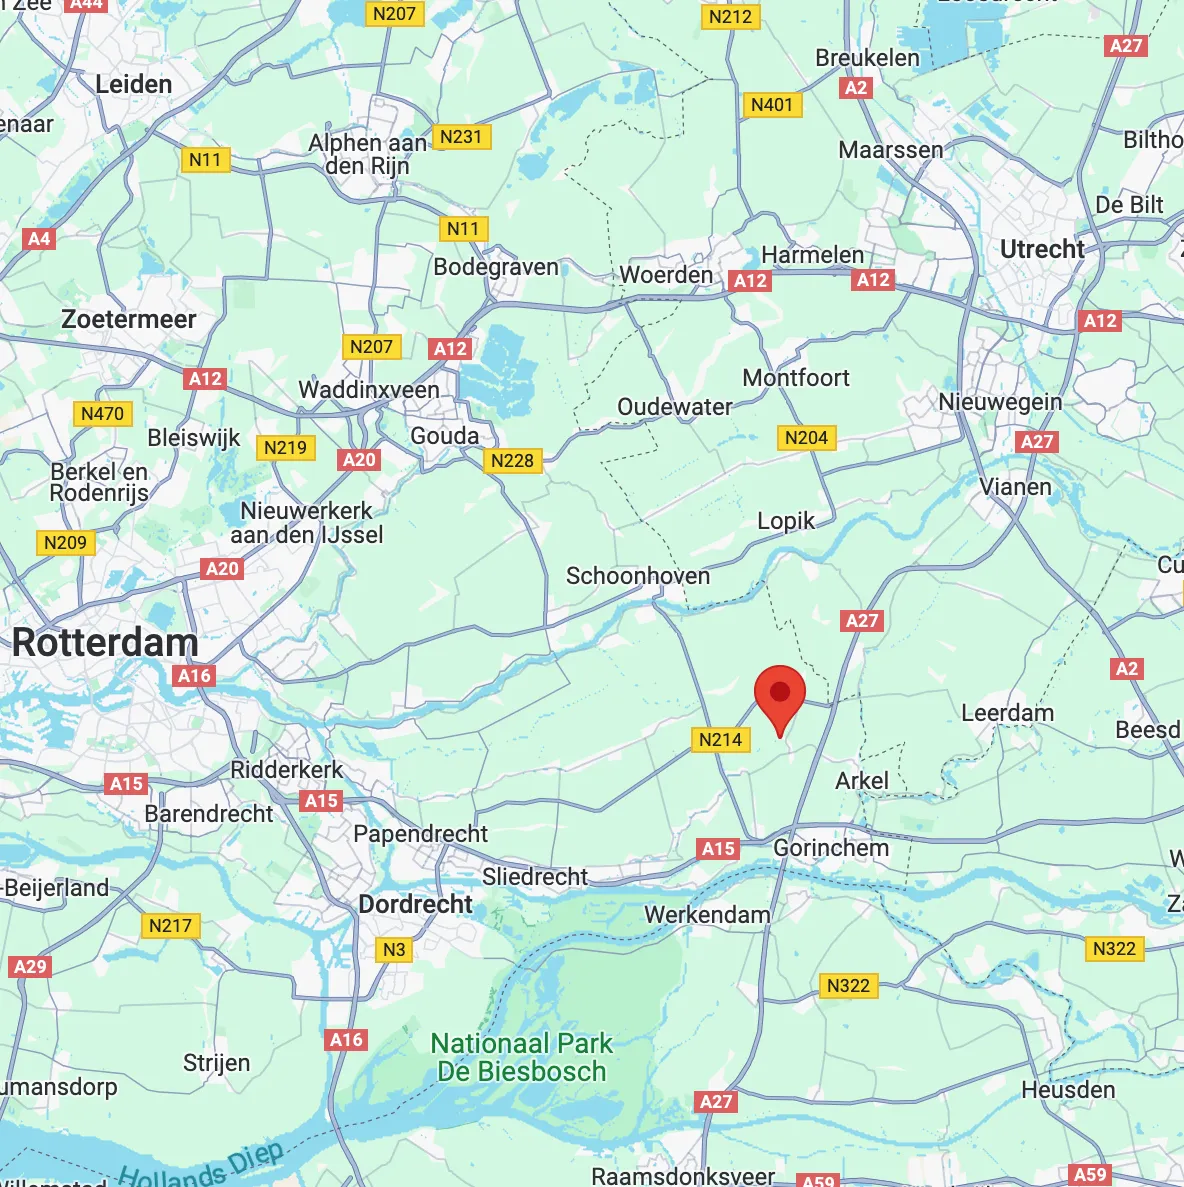 A44
N207
N212
A27
Breukelen
A2
Leiden
N401
enaar
Alphen aan
den Rijn
N231
Maarssen
Biltho
N11
De Bilt
N11
A4
Utrecht
Harmelen
Bodegraven
Woerden
A12
A12
Zoetermeer
A12
N207
A12
A12
Montfoort
Waddinxveen
Nieuwegein
Oudewater
N470
Bleiswijk
Gouda
N204
A27
N219
A20
N228
Berkel en
Rodenrijs
Vianen
Nieuwerkerk
aan den IJssel
Lopik
N209
A20
Schoonhoven
Cu
A27
Rotterdam
A16
A2
Leerdam
Beesd
N214
Ridderkerk
A15
Arkel
A15
Barendrecht
Papendrecht
A15
Gorinchem
Sliedrecht
-Beijerland
Dordrecht
Werkendam
N217
N3
N322
A29
N322
A16
Nationaal Park
De Biesbosch
Strijen
umansdorp
Heusden
A27
Hollands Diep
Raamsdonksveer
A59
A59